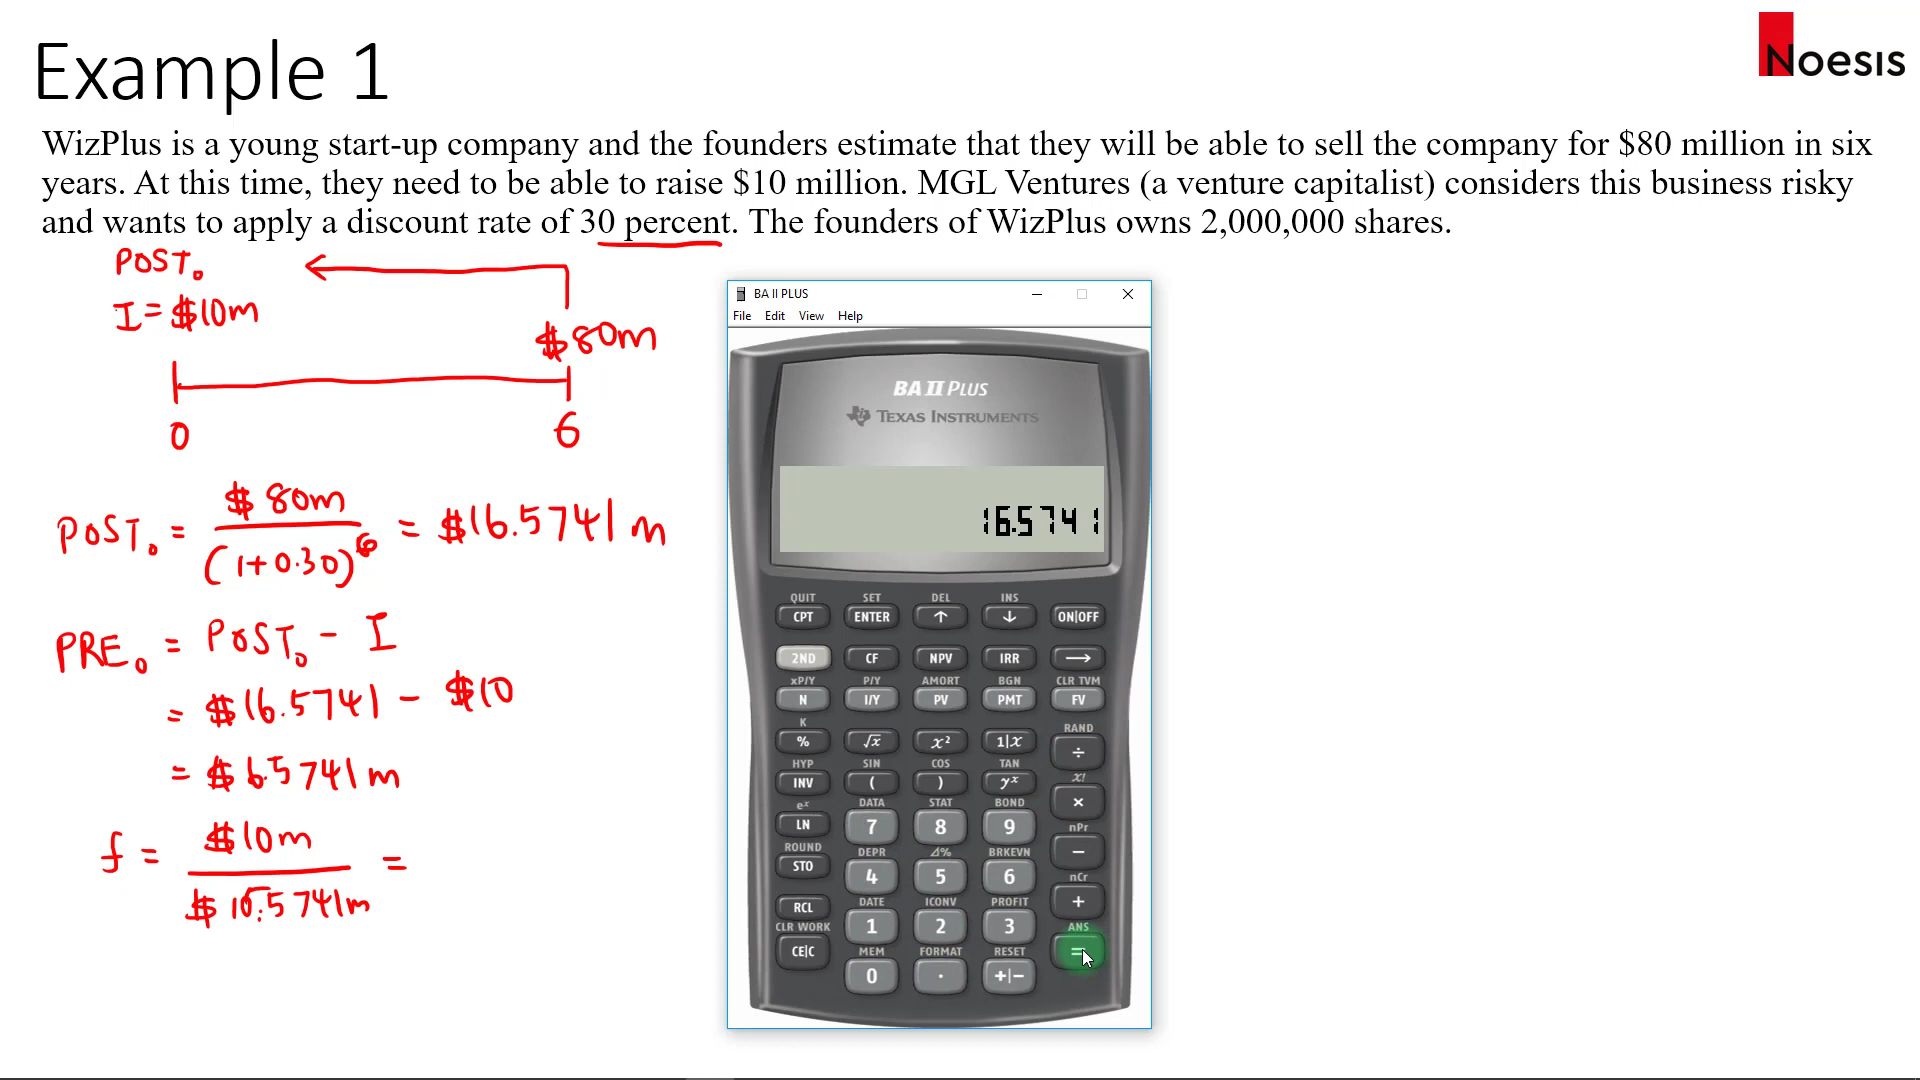 Example 1
Noesis
WizPlus is a young start-up company and the founders estimate that they will be able to sell the company for $80 million in six
years. At this time, they need to be able to raise $10 million. MGL Ventures (a venture capitalist) considers this business risky
and wants to apply a discount rate of 30 percent. The founders of WizPlus owns 2,000,000 shares.
POST₀
I = $10m
$80m
0 6
POST₀ = $80m / (1+0.30)⁶ = $16.5741 m
PRE₀ = POST₀ - I
= $16.5741 - $10
= $6.5741 m
f = $10m / $16.5741m =
BA II PLUS
File Edit View Help
BA II PLUS
TEXAS INSTRUMENTS
16.5741
QUIT SET DEL INS
CPT ENTER ↑ ↓ ON|OFF
2ND CF NPV IRR →
xP/Y P/Y AMORT BGN CLR TVM
N I/Y PV PMT FV
K RAND
% √x x² 1|x ÷
HYP SIN COS TAN x!
INV ( ) yˣ ×
eˣ DATA STAT BOND nPr
LN 7 8 9 −
ROUND DEPR Δ% BRKEVN nCr
STO 4 5 6 +
DATE ICONV PROFIT ANS
RCL 1 2 3 =
CLR WORK MEM FORMAT RESET
CE|C 0 . +|−